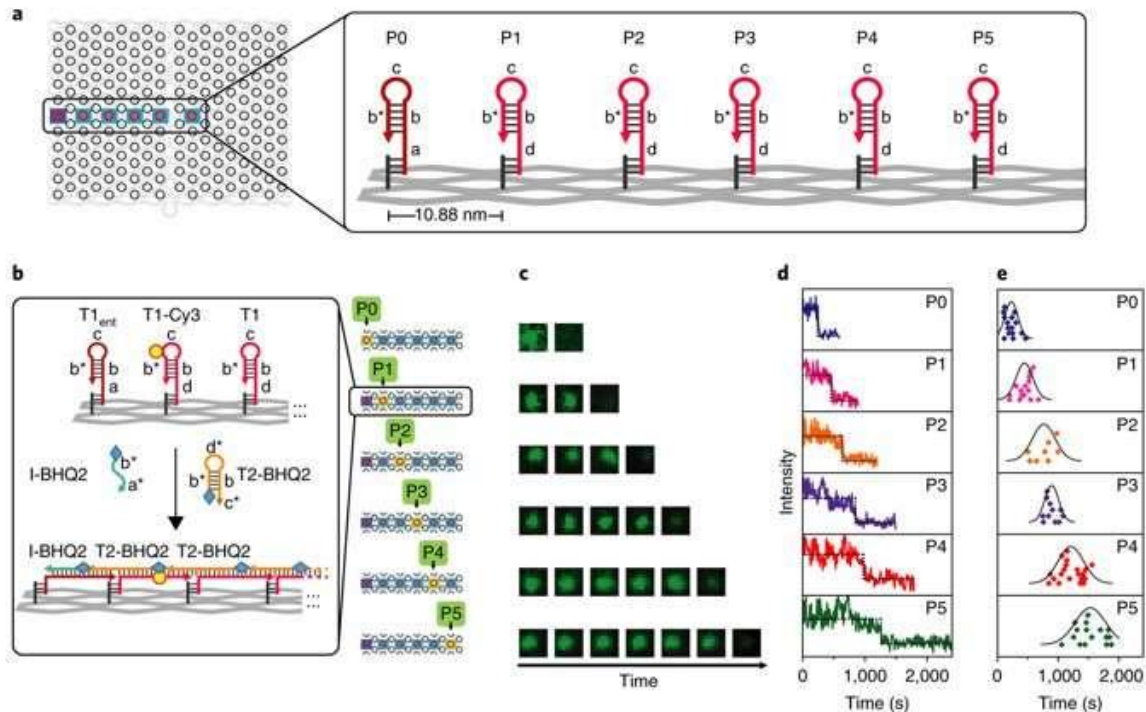 a
P0 P1 P2 P3 P4 P5
c c c c c c
b* b b* b b* b b* b b* b b* b
a d d d d d
10.88 nm
b
T1ent T1-Cy3 T1
c c c
b* b b* b b* b
a d d
...
I-BHQ2 b* a* d* b* b c* T2-BHQ2
I-BHQ2 T2-BHQ2 T2-BHQ2
...
P0
P1
P2
P3
P4
P5
c
Time
d
Intensity
P0
P1
P2
P3
P4
P5
0 1,000 2,000
Time (s)
e
P0
P1
P2
P3
P4
P5
0 1,000 2,000
Time (s)